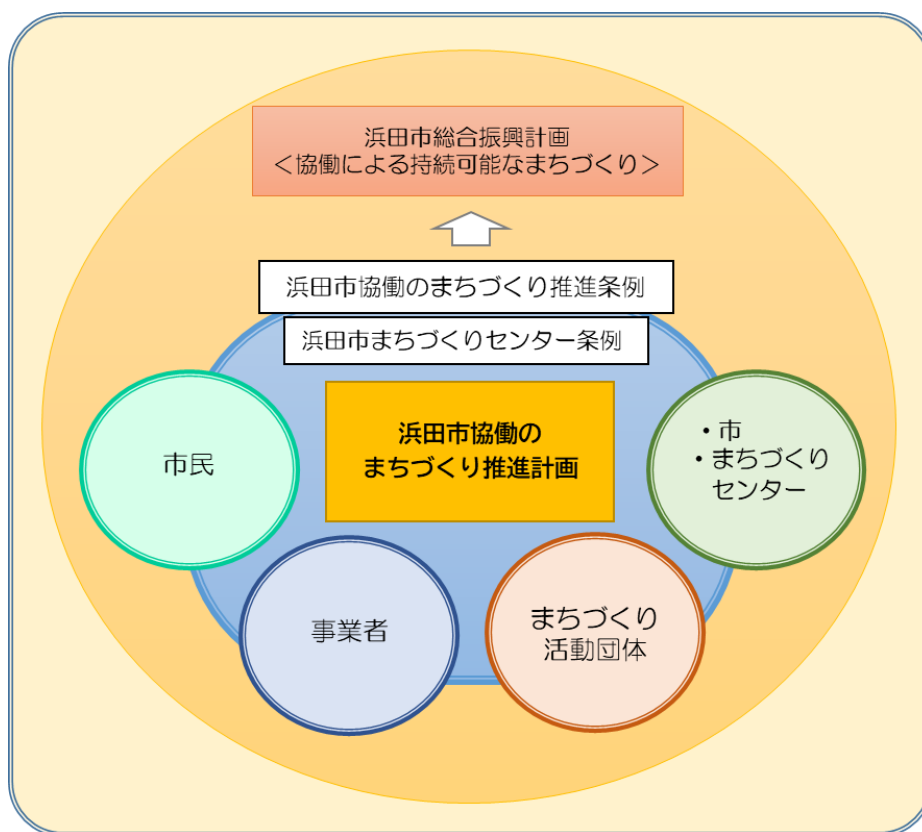 浜田市総合振興計画
＜協働による持続可能なまちづくり＞
浜田市協働のまちづくり推進条例
浜田市まちづくりセンター条例
浜田市協働の
まちづくり推進計画
市民
・市
・まちづくり
センター
事業者
まちづくり
活動団体